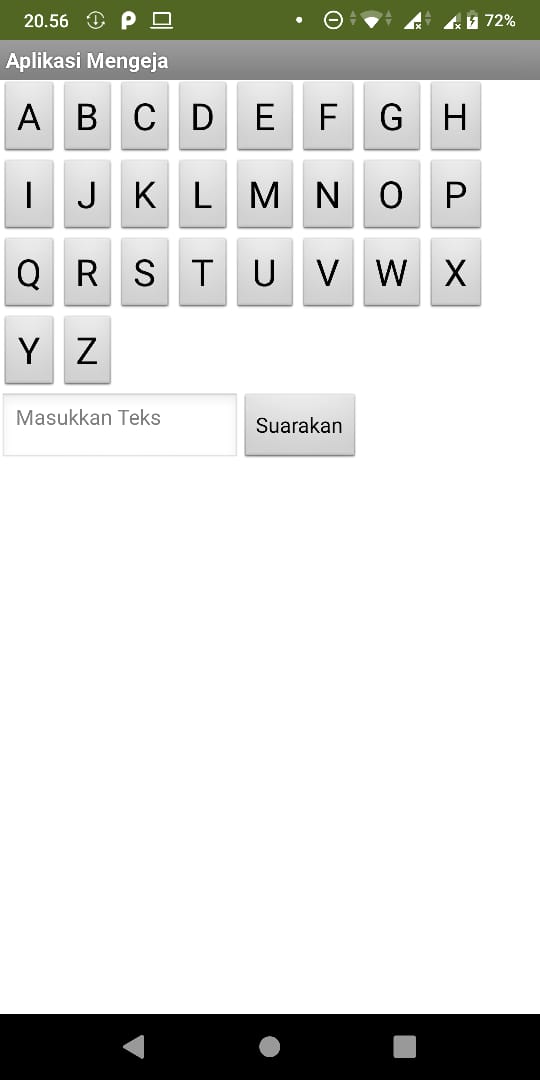 20.56 72%
Aplikasi Mengeja
A B C D E F G H
I J K L M N O P
Q R S T U V W X
Y Z
Masukkan Teks Suarakan